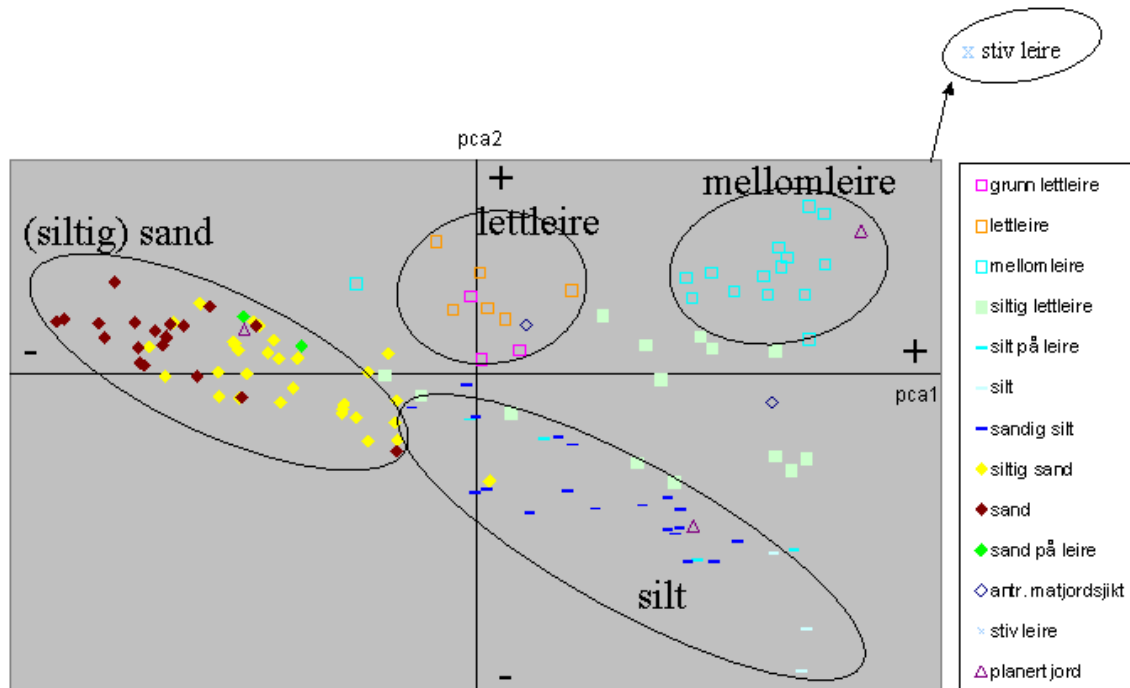 x stiv leire
pca2
+
mellomleire
lettleire
(siltig) sand
-
+
pca1
silt
-
grunn lettleire
lettleire
mellomleire
siltig lettleire
silt på leire
silt
sandig silt
siltig sand
sand
sand på leire
antr. matjordsjikt
stiv leire
planert jord